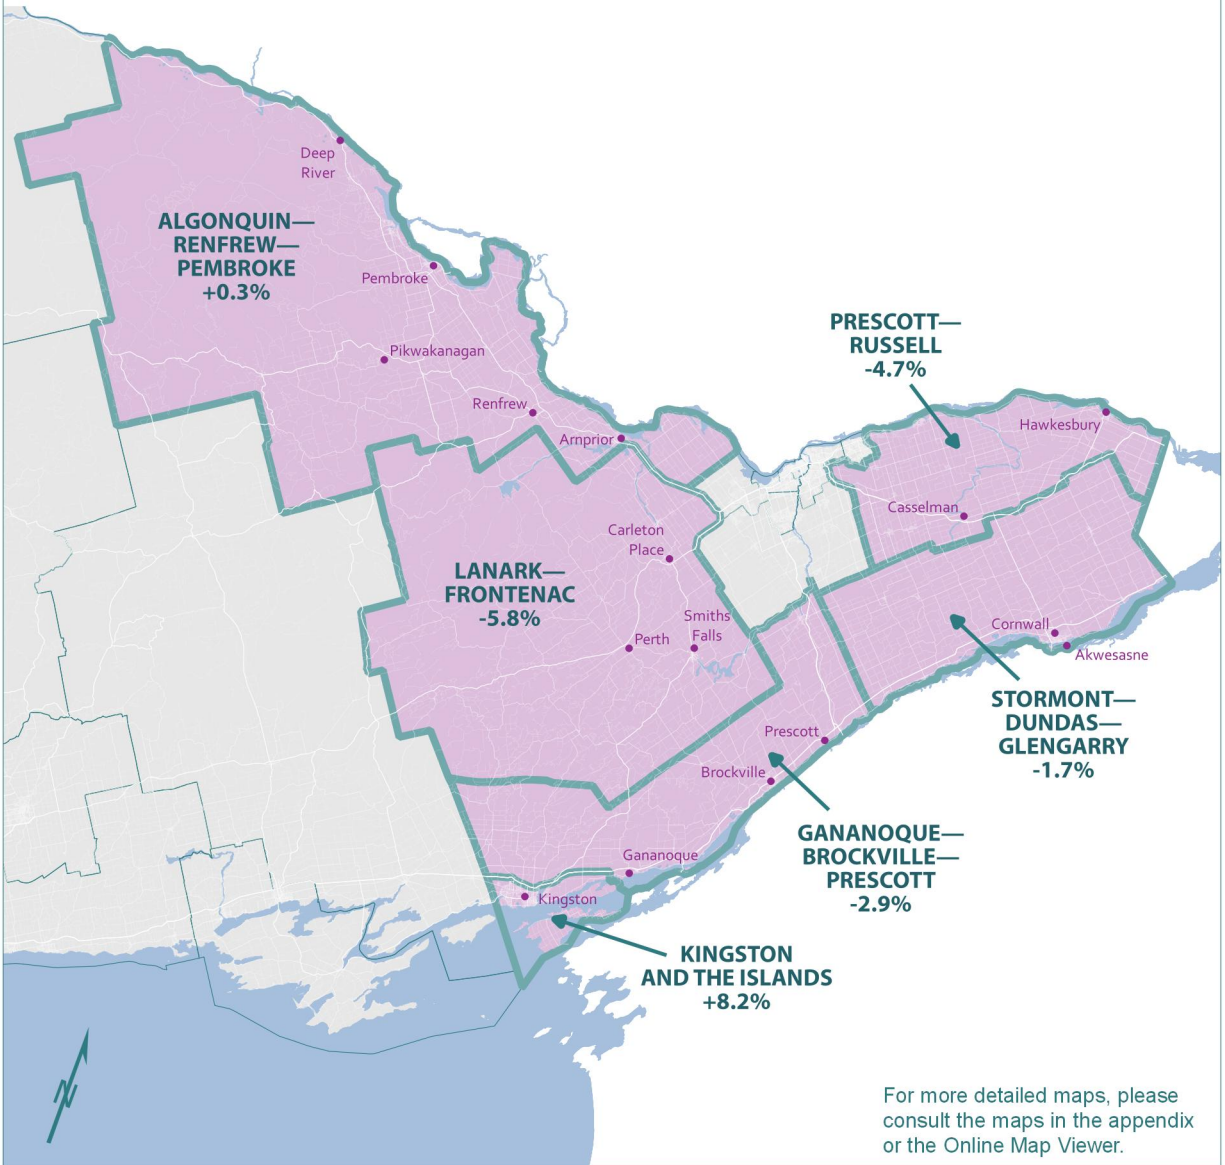 Deep
River
ALGONQUIN—
RENFREW—
PEMBROKE
+0.3%
Pembroke
Pikwakanagan
Renfrew
Arnprior
PRESCOTT—
RUSSELL
-4.7%
Hawkesbury
Casselman
Carleton
Place
LANARK—
FRONTENAC
-5.8%
Smiths
Falls
Perth
Cornwall
Akwesasne
STORMONT—
DUNDAS—
GLENGARRY
-1.7%
Prescott
Brockville
GANANOQUE—
BROCKVILLE—
PRESCOTT
-2.9%
Gananoque
Kingston
KINGSTON
AND THE ISLANDS
+8.2%
N
For more detailed maps, please
consult the maps in the appendix
or the Online Map Viewer.